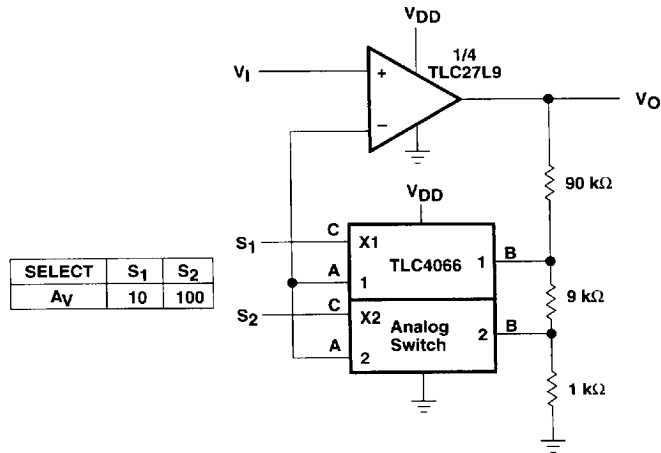 VDD
1/4
TLC27L9
VI
+
−
VO
90 kΩ
VDD
S1
C
X1
TLC4066
1
B
A
1
9 kΩ
S2
C
X2
Analog
Switch
2
B
A
2
1 kΩ
SELECT S1 S2
AV 10 100